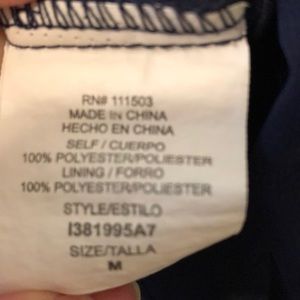 RN# 111503
MADE IN CHINA
HECHO EN CHINA
SELF / CUERPO
100% POLYESTER/POLIESTER
LINING / FORRO
100% POLYESTER/POLIESTER
STYLE/ESTILO
I381995A7
SIZE/TALLA
M